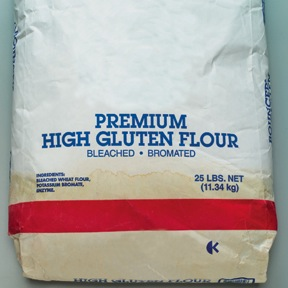 PREMIUM
HIGH GLUTEN FLOUR
BLEACHED • BROMATED
INGREDIENTS:
BLEACHED WHEAT FLOUR,
POTASSIUM BROMATE,
ENZYME.
25 LBS. NET
(11.34 kg)
K
HIGH GLUTEN FLOUR